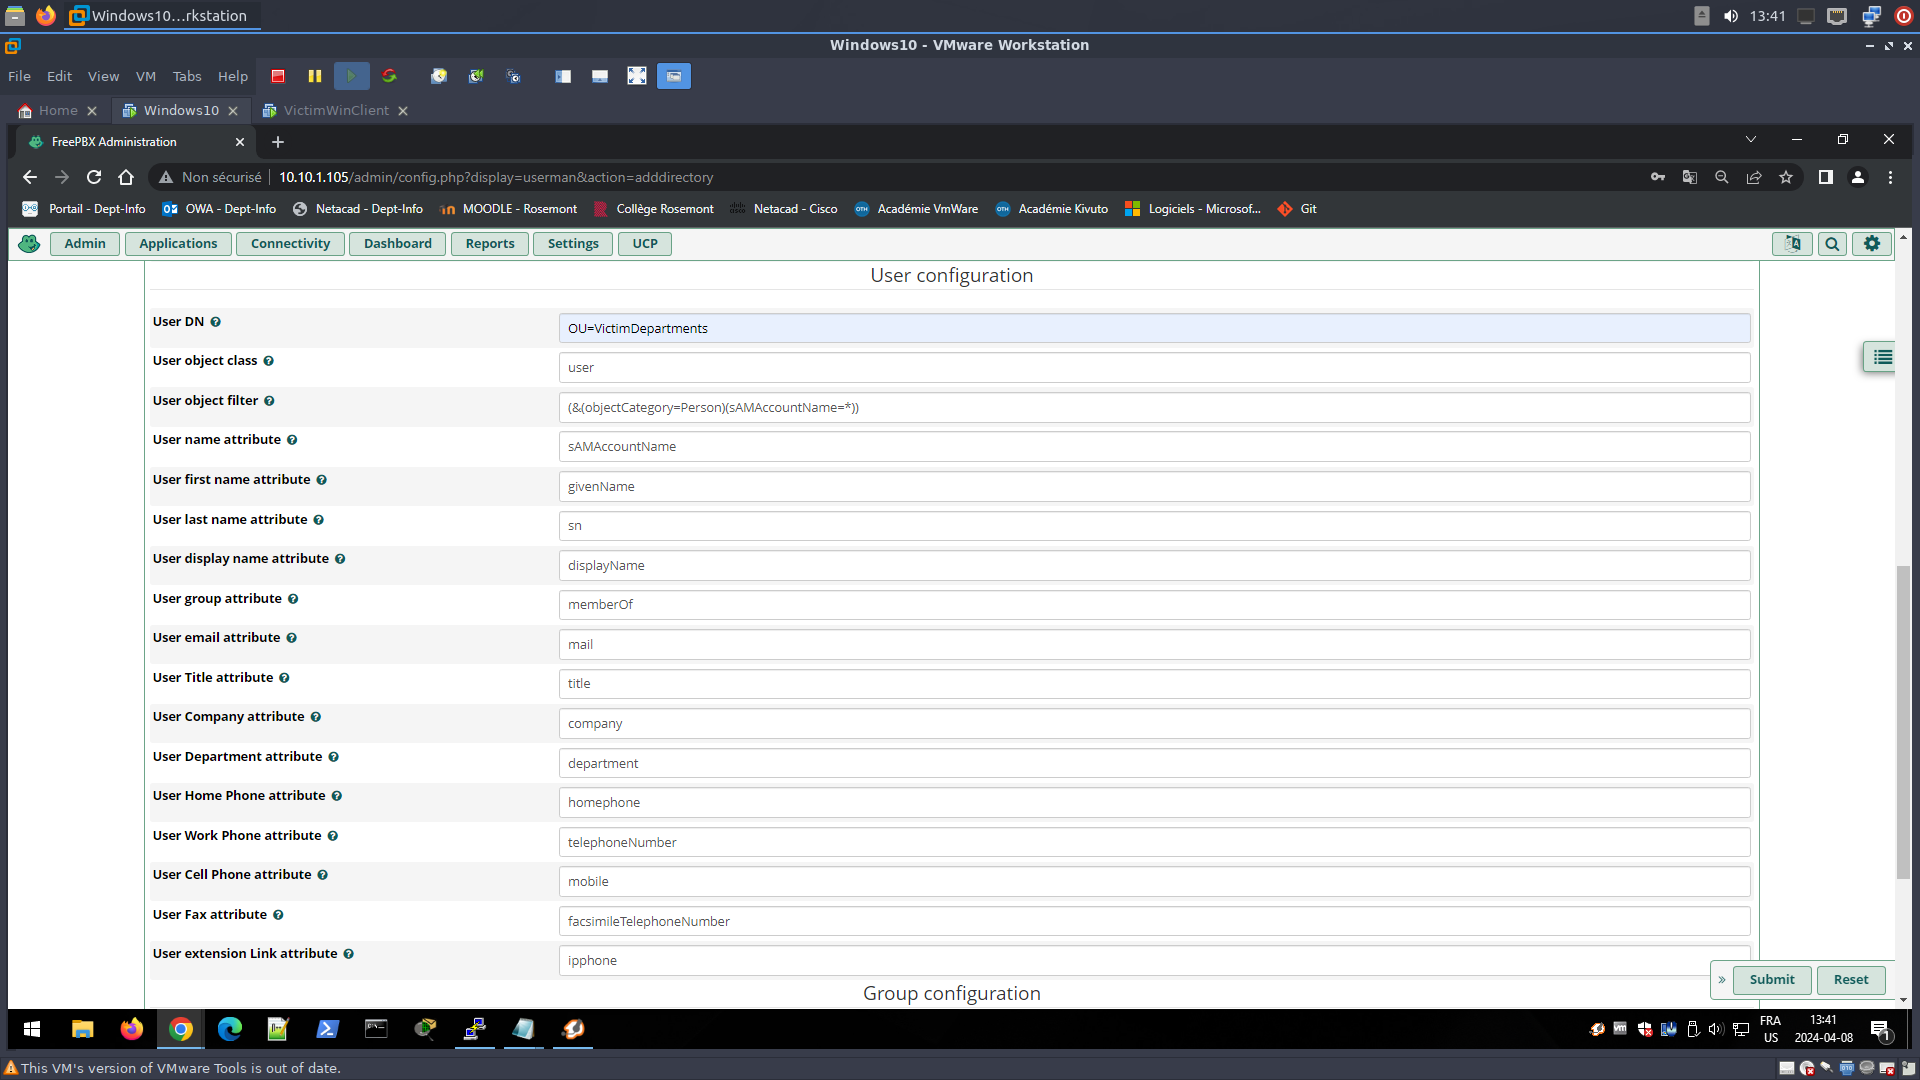 Windows10...rkstation
13:41
Windows10 - VMware Workstation
File Edit View VM Tabs Help
Home Windows10 VictimWinClient
FreePBX Administration
Non sécurisé 10.10.1.105/admin/config.php?display=userman&action=adddirectory
Portail - Dept-Info OWA - Dept-Info Netacad - Dept-Info MOODLE - Rosemont Collège Rosemont Netacad - Cisco Académie VmWare Académie Kivuto Logiciels - Microsof... Git
Admin Applications Connectivity Dashboard Reports Settings UCP
User configuration
User DN OU=VictimDepartments
User object class user
User object filter (&(objectCategory=Person)(sAMAccountName=*))
User name attribute sAMAccountName
User first name attribute givenName
User last name attribute sn
User display name attribute displayName
User group attribute memberOf
User email attribute mail
User Title attribute title
User Company attribute company
User Department attribute department
User Home Phone attribute homephone
User Work Phone attribute telephoneNumber
User Cell Phone attribute mobile
User Fax attribute facsimileTelephoneNumber
User extension Link attribute ipphone
» Submit Reset
Group configuration
FRA 13:41
US 2024-04-08 1
This VM's version of VMware Tools is out of date.